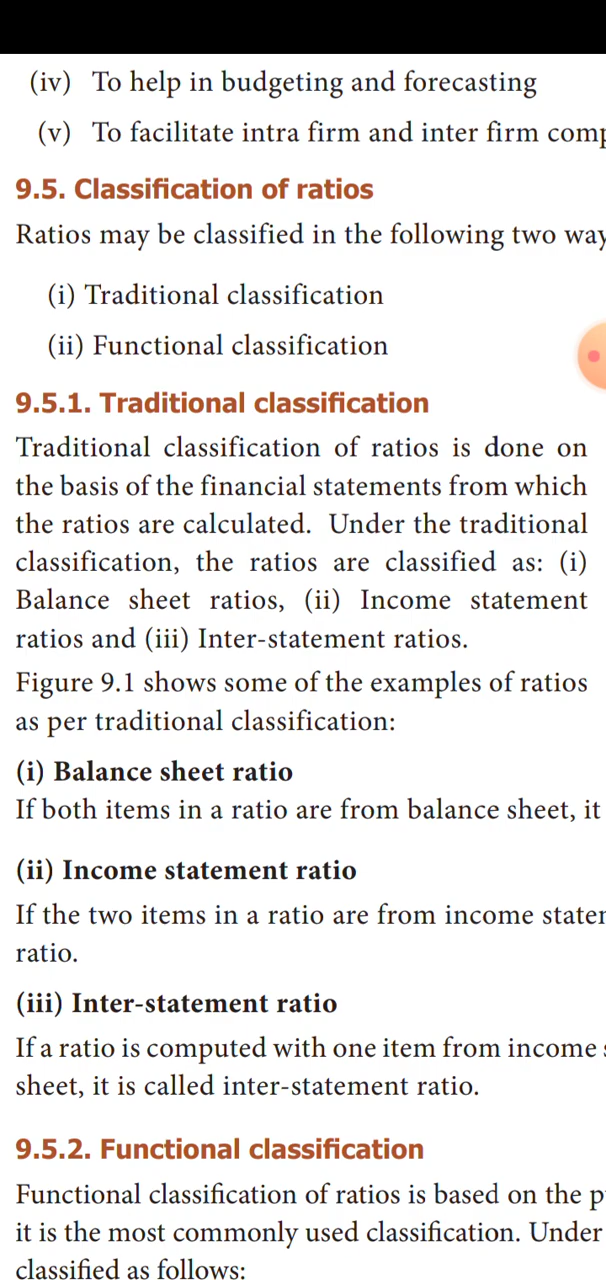 (iv) To help in budgeting and forecasting
(v) To facilitate intra firm and inter firm
9.5. Classification of ratios
Ratios may be classified in the following two
(i) Traditional classification
(ii) Functional classification
9.5.1. Traditional classification
Traditional classification of ratios is done on
the basis of the financial statements from which
the ratios are calculated. Under the traditional
classification, the ratios are classified as: (i)
Balance sheet ratios, (ii) Income statement
ratios and (iii) Inter-statement ratios.
Figure 9.1 shows some of the examples of ratios
as per traditional classification:
(i) Balance sheet ratio
If both items in a ratio are from balance sheet, it
(ii) Income statement ratio
If the two items in a ratio are from income
ratio.
(iii) Inter-statement ratio
If a ratio is computed with one item from income
sheet, it is called inter-statement ratio.
9.5.2. Functional classification
Functional classification of ratios is based on the
it is the most commonly used classification. Under
classified as follows: